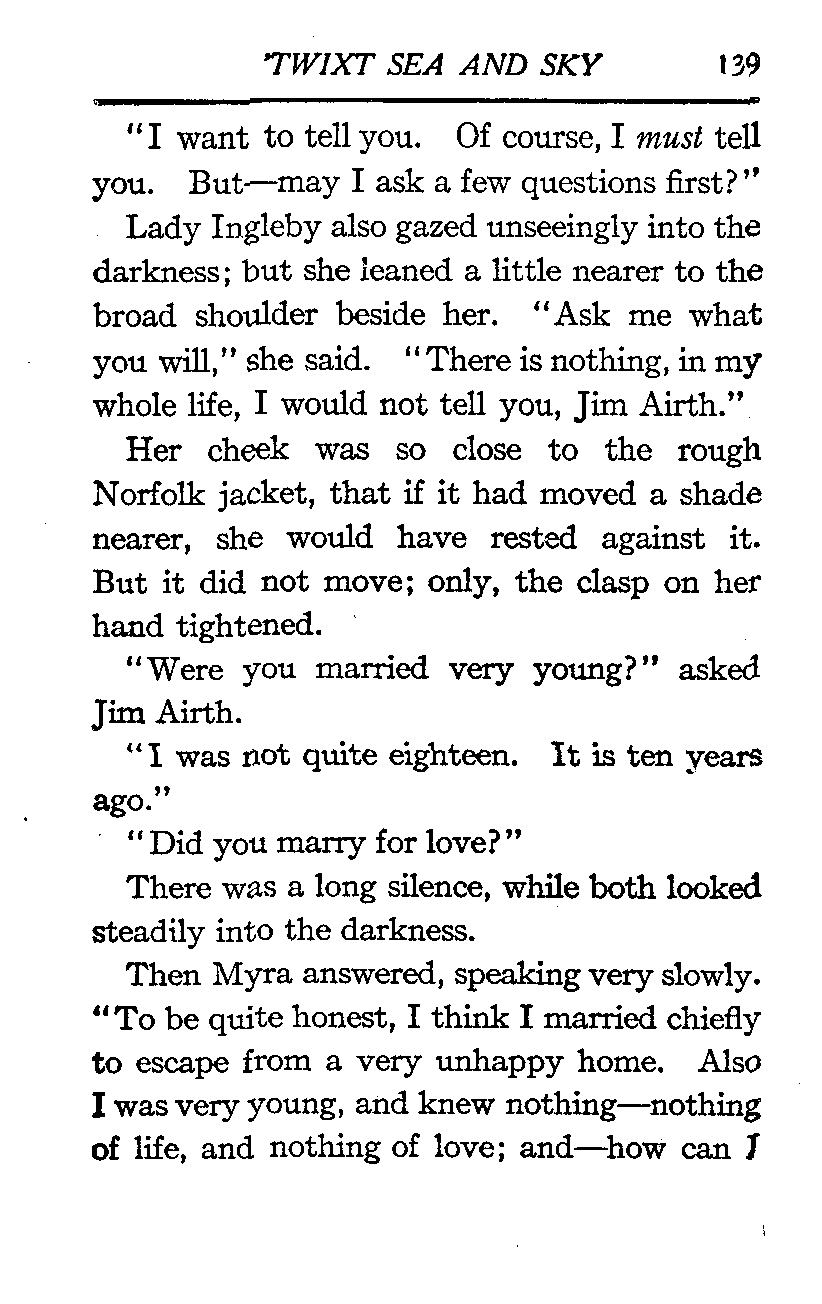 'TWIXT SEA AND SKY 139
"I want to tell you. Of course, I must tell
you. But—may I ask a few questions first?"
Lady Ingleby also gazed unseeingly into the
darkness; but she leaned a little nearer to the
broad shoulder beside her. "Ask me what
you will," she said. "There is nothing, in my
whole life, I would not tell you, Jim Airth."
Her cheek was so close to the rough
Norfolk jacket, that if it had moved a shade
nearer, she would have rested against it.
But it did not move; only, the clasp on her
hand tightened.
"Were you married very young?" asked
Jim Airth.
"I was not quite eighteen. It is ten years
ago."
"Did you marry for love?"
There was a long silence, while both looked
steadily into the darkness.
Then Myra answered, speaking very slowly.
"To be quite honest, I think I married chiefly
to escape from a very unhappy home. Also
I was very young, and knew nothing—nothing
of life, and nothing of love; and—how can I